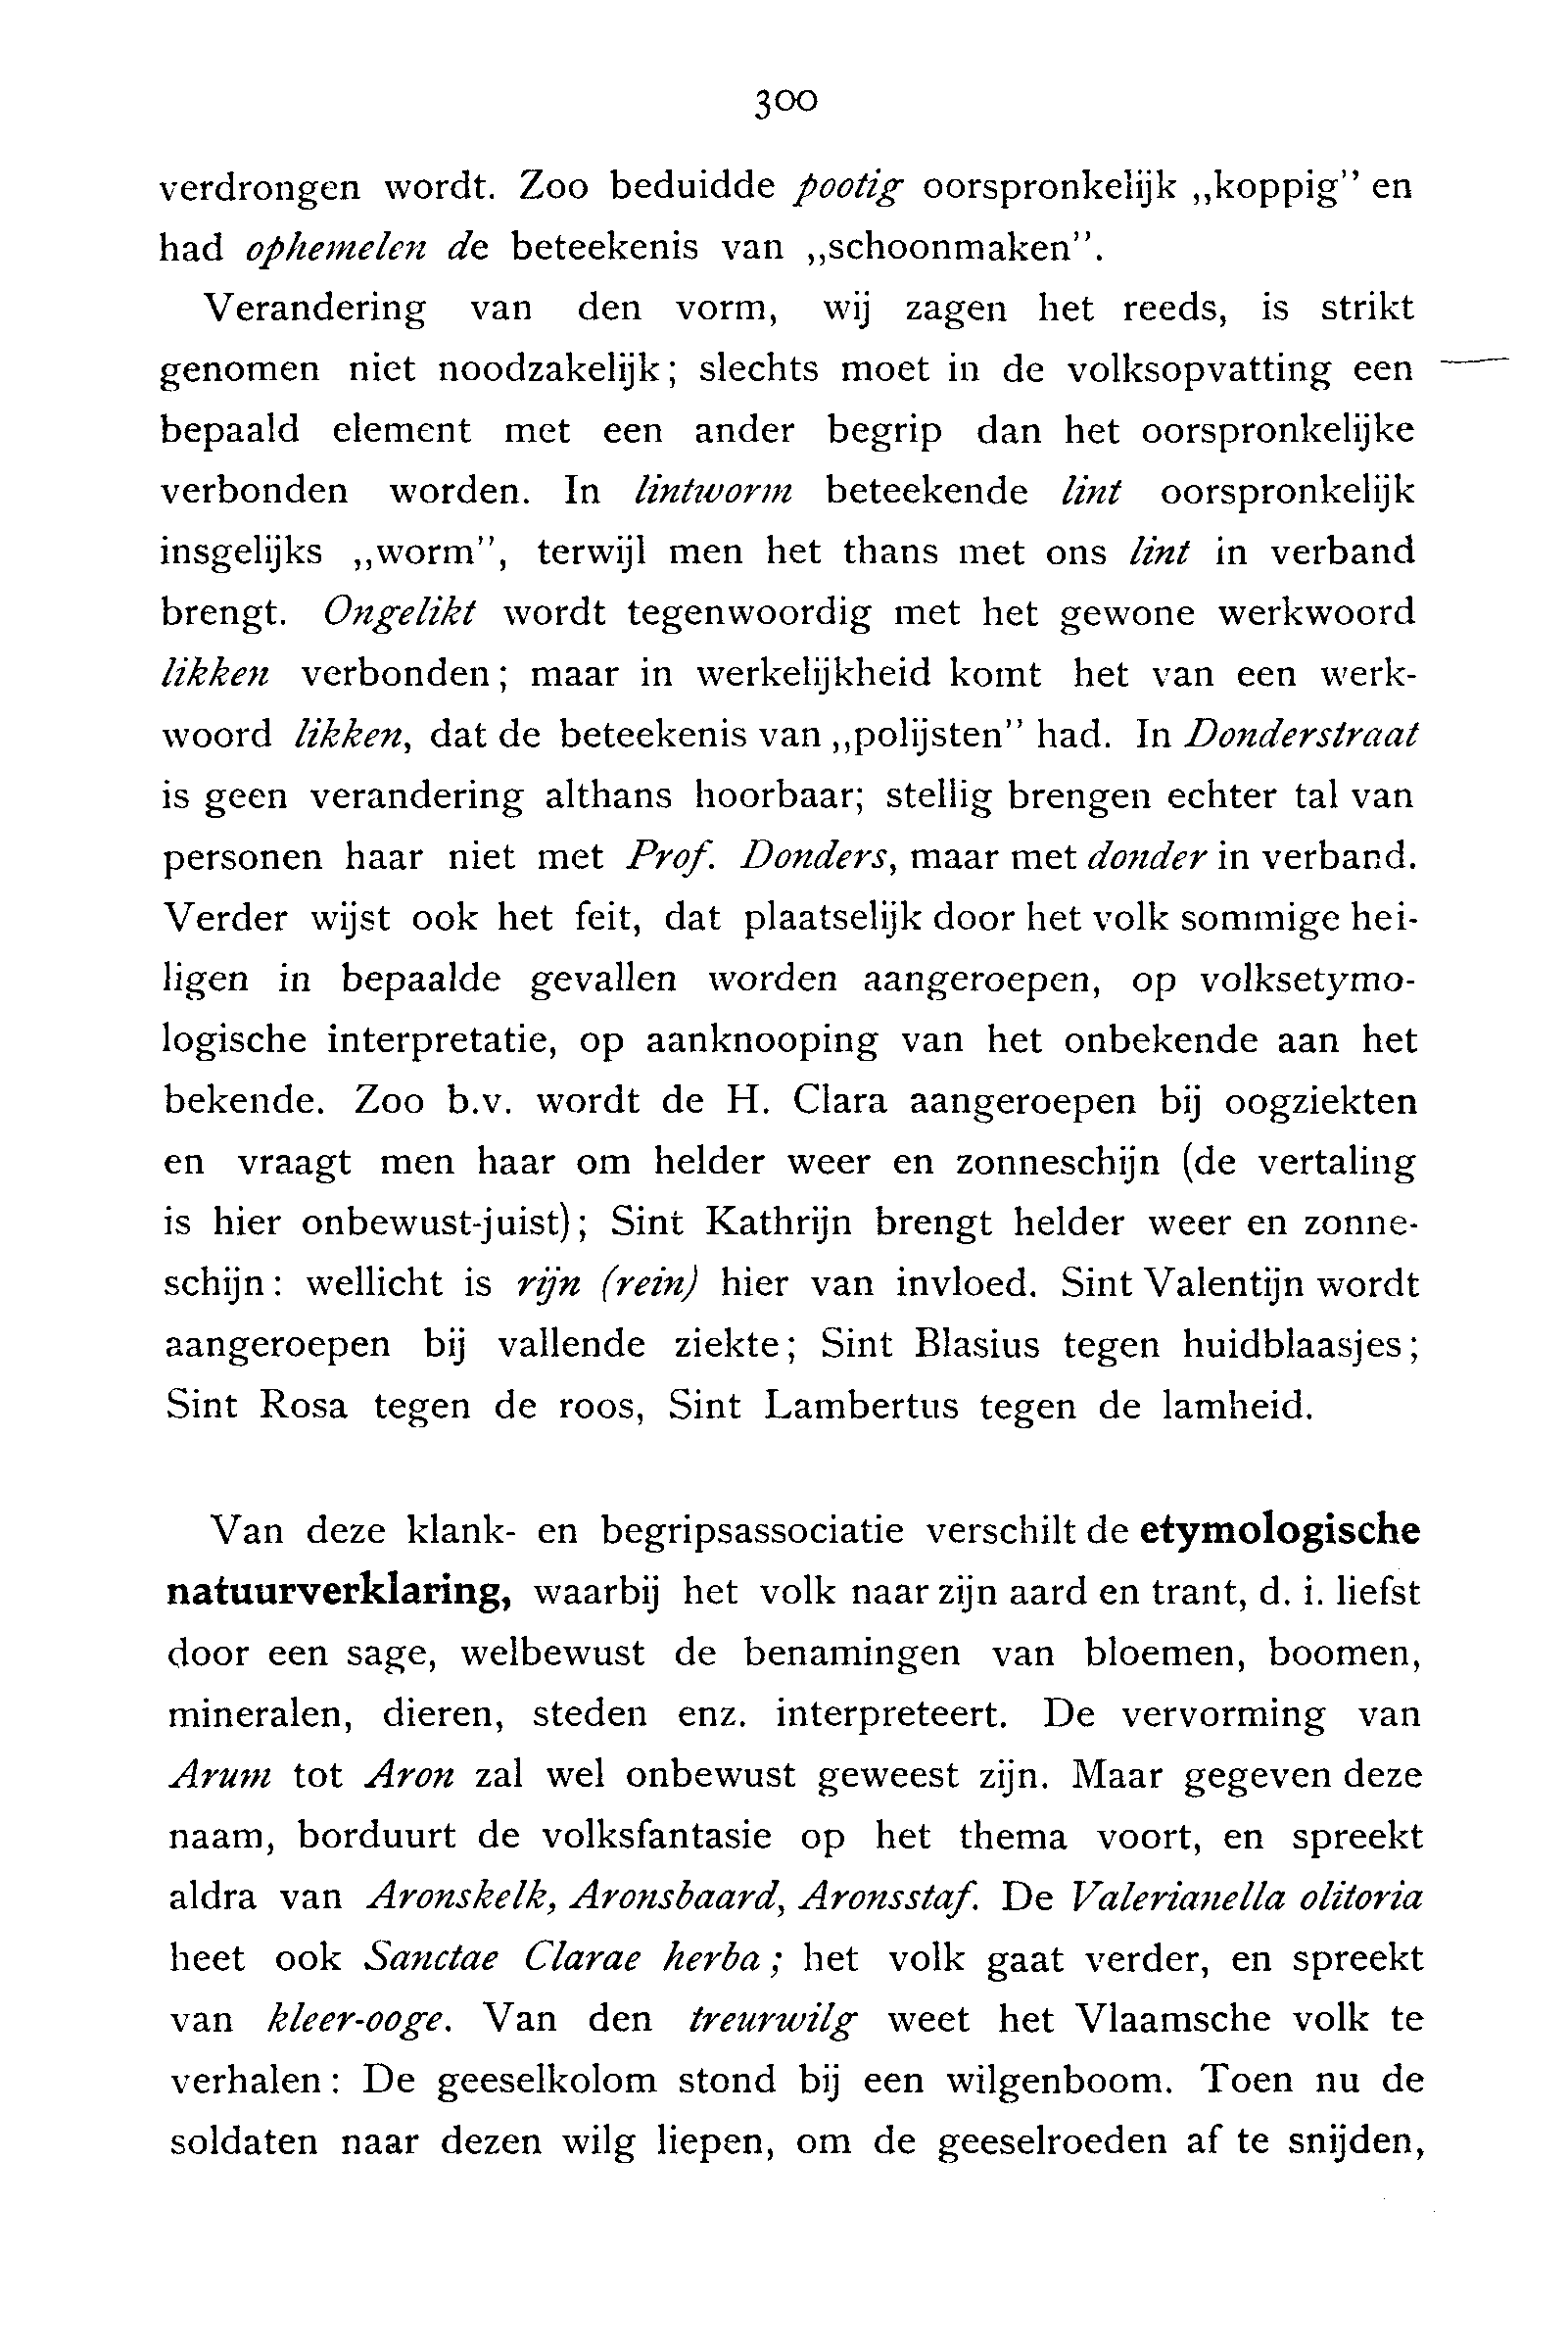 300
verdrongen wordt. Zoo beduidde pootig oorspronkelijk „koppig” en
had ophemelen de beteekenis van „schoonmaken”.
Verandering van den vorm, wij zagen het reeds, is strikt
genomen niet noodzakelijk; slechts moet in de volksopvatting een
bepaald element met een ander begrip dan het oorspronkelijke
verbonden worden. In lintworm beteekende lint oorspronkelijk
insgelijks „worm”, terwijl men het thans met ons lint in verband
brengt. Ongelikt wordt tegenwoordig met het gewone werkwoord
likken verbonden; maar in werkelijkheid komt het van een werk-
woord likken, dat de beteekenis van „polijsten” had. In Donderstraat
is geen verandering althans hoorbaar; stellig brengen echter tal van
personen haar niet met Prof. Donders, maar met donder in verband.
Verder wijst ook het feit, dat plaatselijk door het volk sommige hei-
ligen in bepaalde gevallen worden aangeroepen, op volksetymo-
logische interpretatie, op aanknooping van het onbekende aan het
bekende. Zoo b.v. wordt de H. Clara aangeroepen bij oogziekten
en vraagt men haar om helder weer en zonneschijn (de vertaling
is hier onbewust-juist); Sint Kathrijn brengt helder weer en zonne-
schijn: wellicht is rijn (rein) hier van invloed. Sint Valentijn wordt
aangeroepen bij vallende ziekte; Sint Blasius tegen huidblaasjes;
Sint Rosa tegen de roos, Sint Lambertus tegen de lamheid.
Van deze klank- en begripsassociatie verschilt de etymologische
natuurverklaring, waarbij het volk naar zijn aard en trant, d. i. liefst
door een sage, welbewust de benamingen van bloemen, boomen,
mineralen, dieren, steden enz. interpreteert. De vervorming van
Arum tot Aron zal wel onbewust geweest zijn. Maar gegeven deze
naam, borduurt de volksfantasie op het thema voort, en spreekt
aldra van Aronskelk, Aronsbaard, Aronsstaf. De Valerianella olitoria
heet ook Sanctae Clarae herba; het volk gaat verder, en spreekt
van kleer-ooge. Van den treurwilg weet het Vlaamsche volk te
verhalen: De geeselkolom stond bij een wilgenboom. Toen nu de
soldaten naar dezen wilg liepen, om de geeselroeden af te snijden,